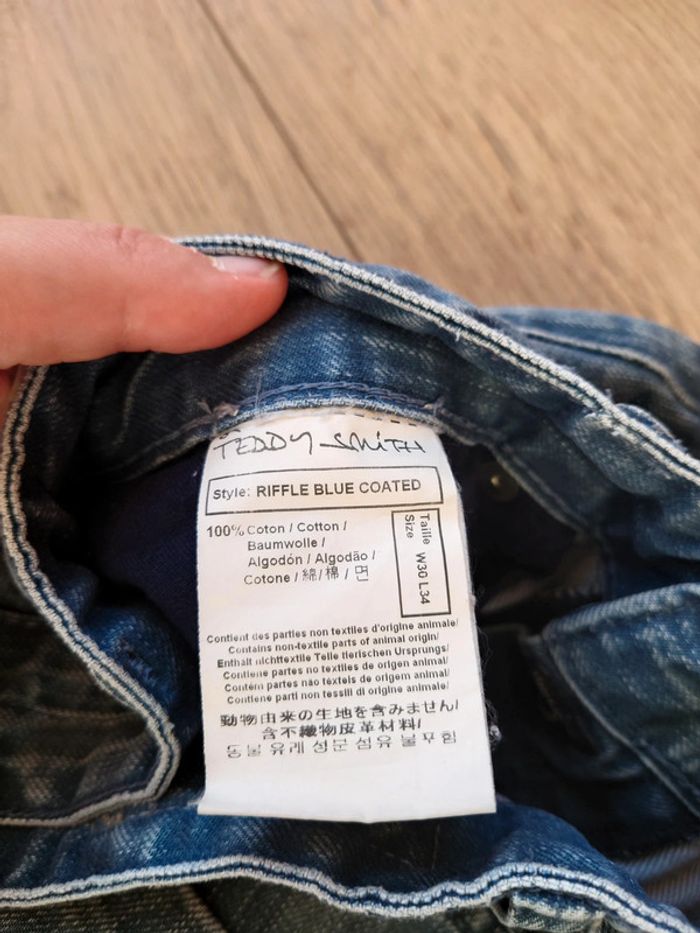 TEDDY SMITH
Style: RIFFLE BLUE COATED
100% Coton / Cotton /
Baumwolle /
Algodón / Algodão /
Cotone / 綿 / 棉 / 면
Taille
Size W30 L34
Contient des parties non textiles d'origine animale/
Contains non-textile parts of animal origin/
Enthält nichttextile Teile tierischen Ursprungs/
Contiene partes no textiles de origen animal/
Contém partes não têxteis de origem animal/
Contiene parti non tessili di origine animale/
動物由来の生地を含みません/
含不織物皮革材料/
동물 유래 성분 섬유 불포함